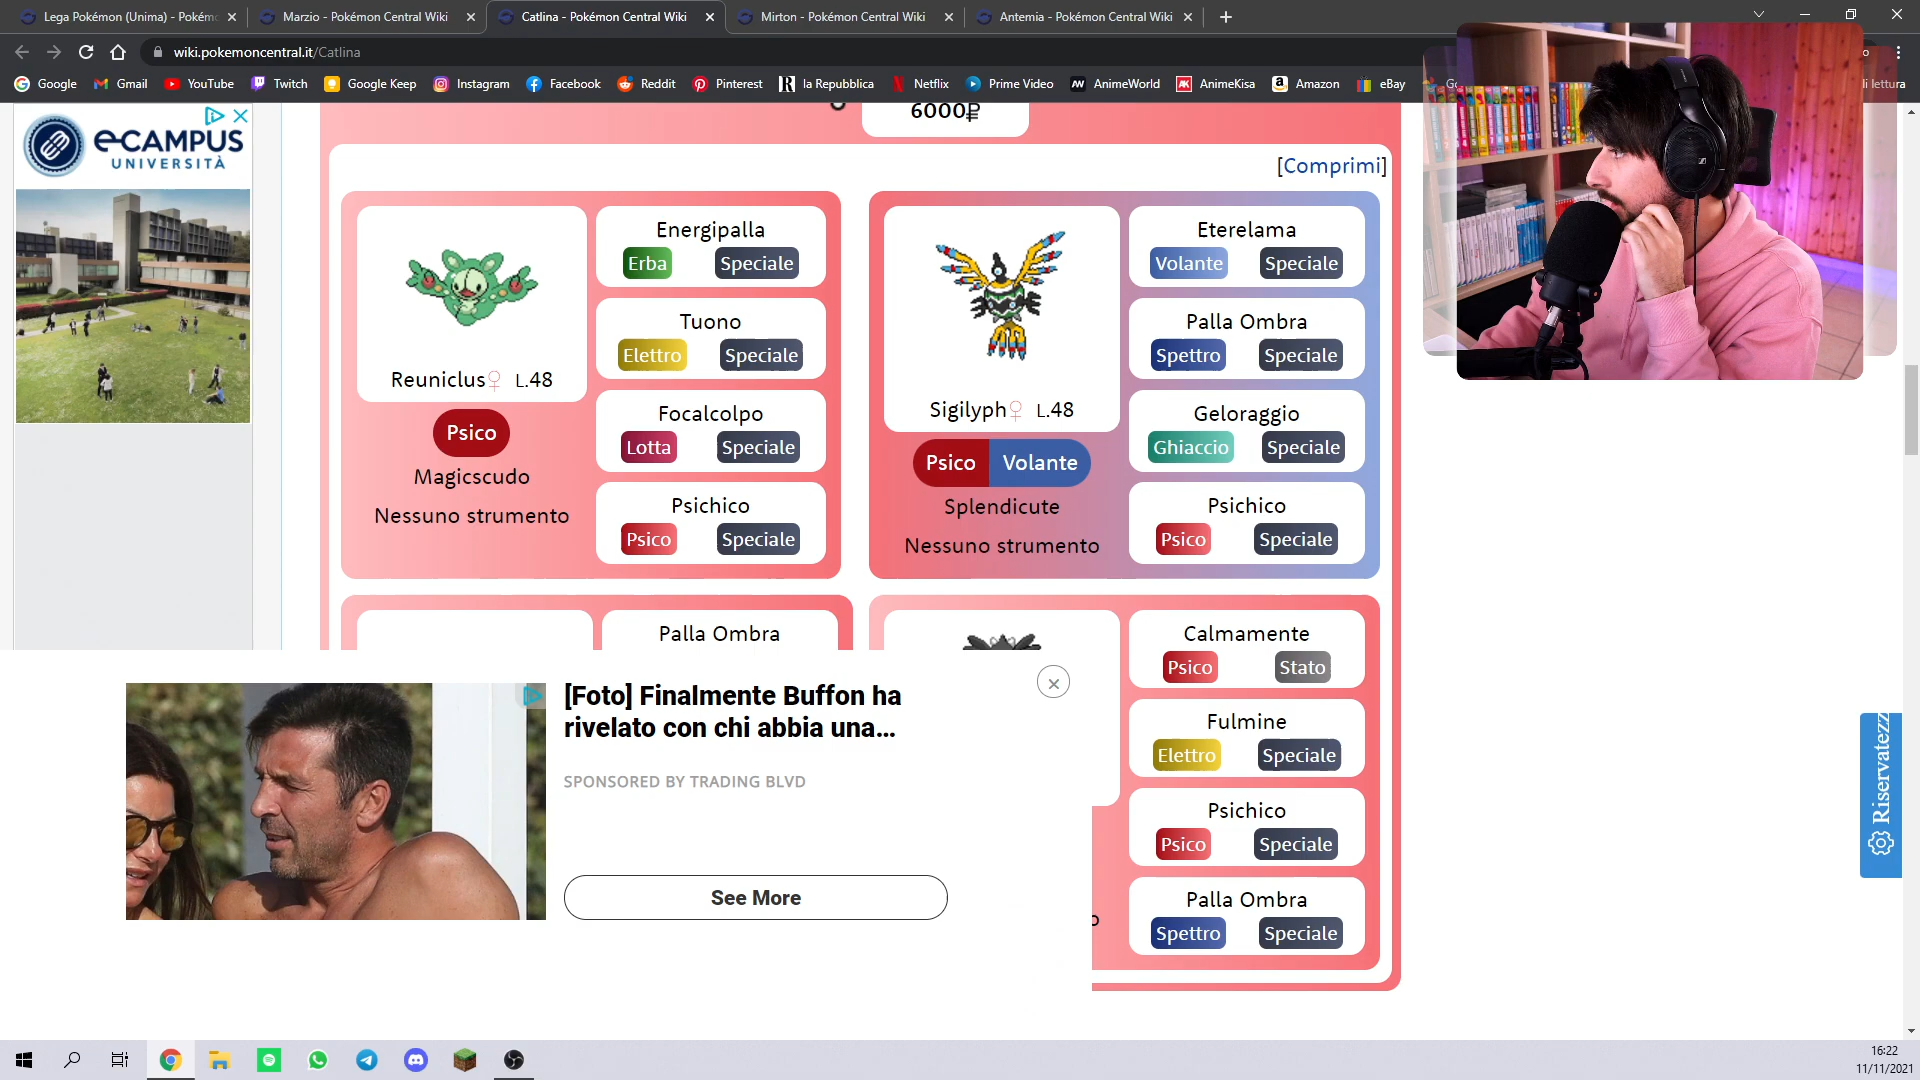 Lega Pokémon (Unima) - Pokém
Marzio - Pokémon Central Wiki
Catlina - Pokémon Central Wiki
Mirton - Pokémon Central Wiki
Antemia - Pokémon Central Wiki
wiki.pokemoncentral.it/Catlina
Google
Gmail
YouTube
Twitch
Google Keep
Instagram
Facebook
Reddit
Pinterest
la Repubblica
Netflix
Prime Video
AnimeWorld
AnimeKisa
Amazon
eBay
di lettura
e-CAMPUS
UNIVERSITÀ
6000₽
[Comprimi]
Reuniclus♀ L.48
Psico
Magicscudo
Nessuno strumento
Energipalla
Erba Speciale
Tuono
Elettro Speciale
Focalcolpo
Lotta Speciale
Psichico
Psico Speciale
Sigilyph♀ L.48
Psico Volante
Splendicute
Nessuno strumento
Eterelama
Volante Speciale
Palla Ombra
Spettro Speciale
Geloraggio
Ghiaccio Speciale
Psichico
Psico Speciale
Palla Ombra
Calmamente
Psico Stato
Fulmine
Elettro Speciale
Psichico
Psico Speciale
Palla Ombra
Spettro Speciale
o
[Foto] Finalmente Buffon ha
rivelato con chi abbia una...
SPONSORED BY TRADING BLVD
See More
Riservatezz
16:22
11/11/2021